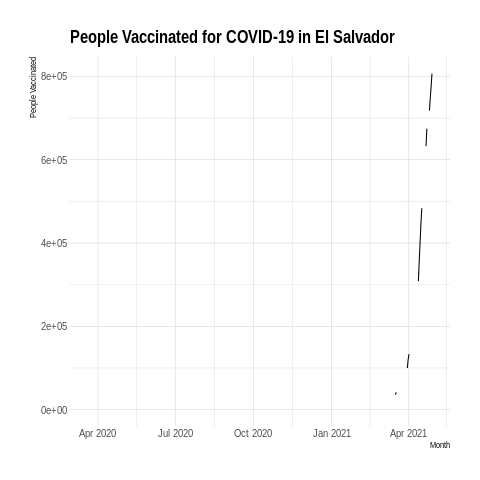 People Vaccinated for COVID-19 in El Salvador
People Vaccinated
8e+05
6e+05
4e+05
2e+05
0e+00
Apr 2020 Jul 2020 Oct 2020 Jan 2021 Apr 2021
Month